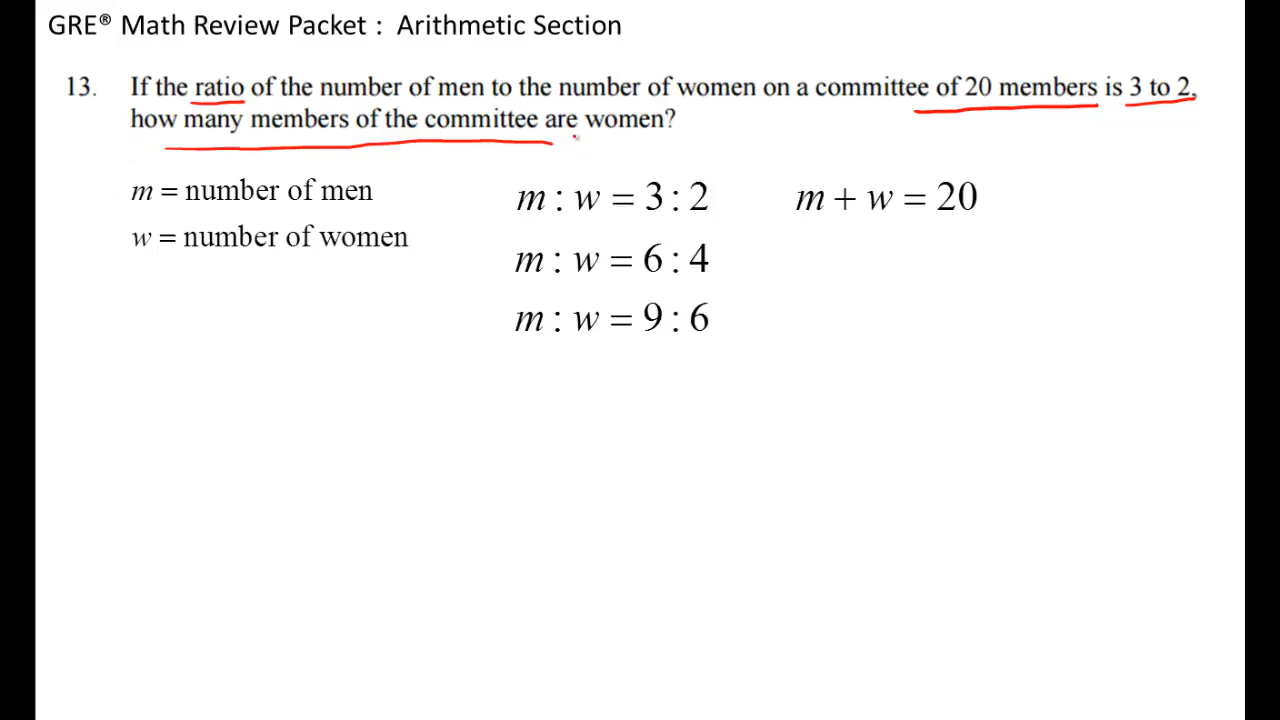 GRE® Math Review Packet : Arithmetic Section
13. If the ratio of the number of men to the number of women on a committee of 20 members is 3 to 2,
how many members of the committee are women?
m = number of men
w = number of women
m : w = 3 : 2
m : w = 6 : 4
m : w = 9 : 6
m + w = 20